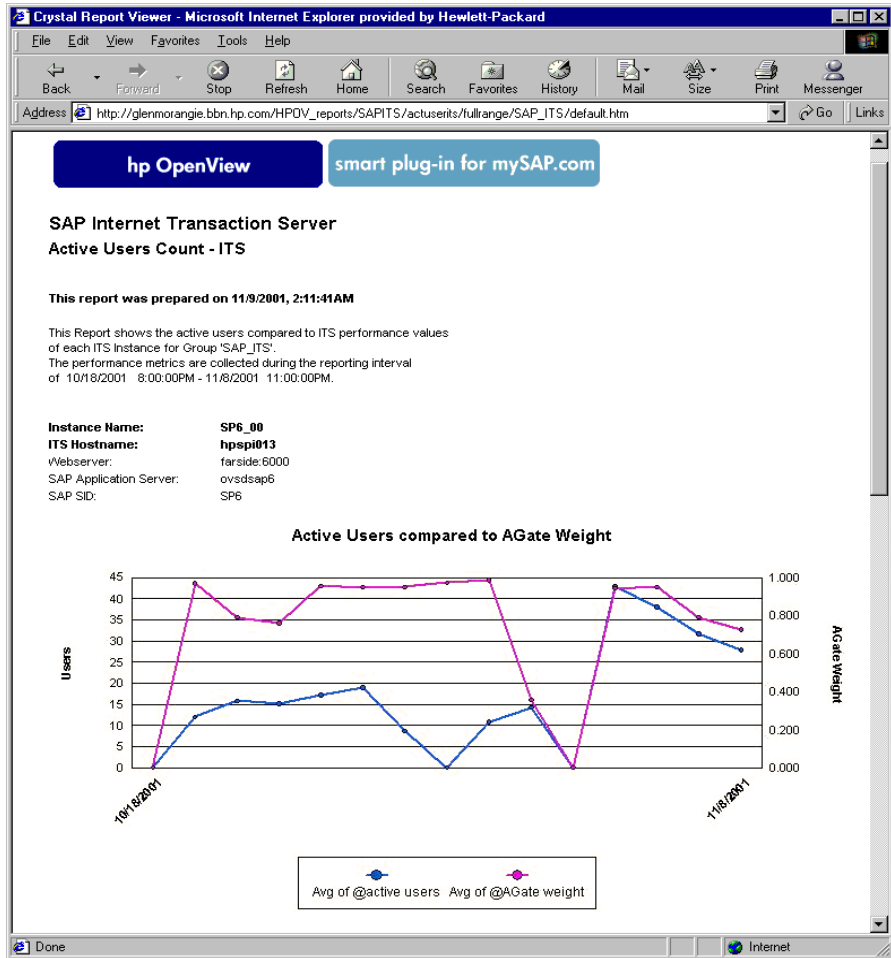 Crystal Report Viewer - Microsoft Internet Explorer provided by Hewlett-Packard
File Edit View Favorites Tools Help
Back Forward Stop Refresh Home Search Favorites History Mail Size Print Messenger
Address http://glenmorangie.bbn.hp.com/HPOV_reports/SAPITS/actuserits/fullrange/SAP_ITS/default.htm Go Links
hp OpenView smart plug-in for mySAP.com
SAP Internet Transaction Server
Active Users Count - ITS
This report was prepared on 11/9/2001, 2:11:41AM
This Report shows the active users compared to ITS performance values
of each ITS Instance for Group 'SAP_ITS'.
The performance metrics are collected during the reporting interval
of 10/18/2001 8:00:00PM - 11/8/2001 11:00:00PM.
Instance Name: SP6_00
ITS Hostname: hpspi013
Webserver: farside:6000
SAP Application Server: ovsdsap6
SAP SID: SP6
Active Users compared to AGate Weight
45
40
35
30
25
20
15
10
5
0
Users
1.000
0.800
0.600
0.400
0.200
0.000
AGate Weight
10/18/2001
11/8/2001
Avg of @active users Avg of @AGate weight
Done Internet